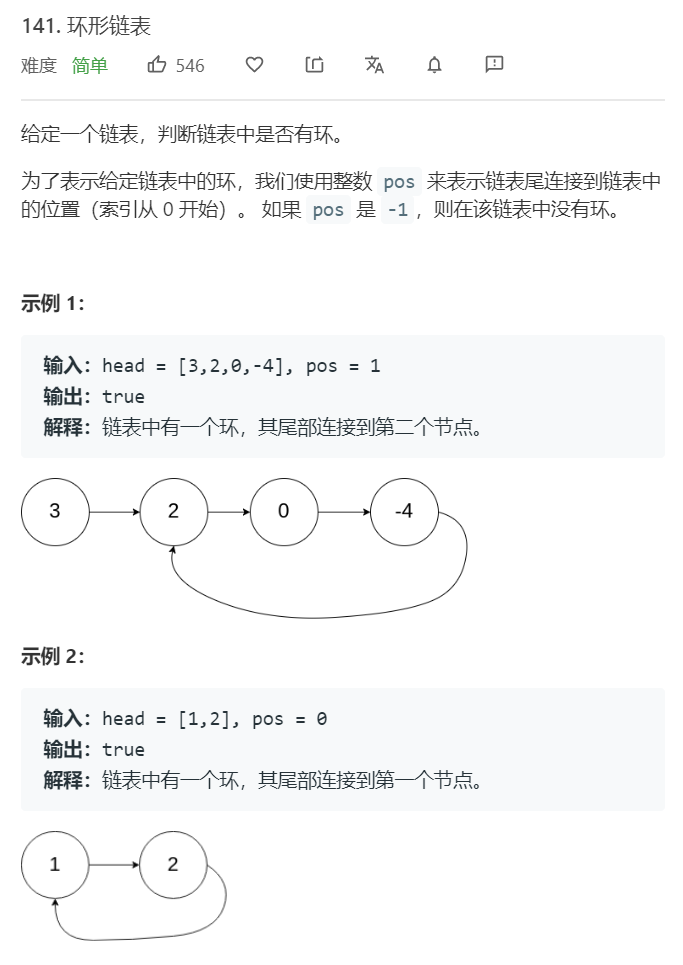 141. 环形链表
难度 简单 546
给定一个链表，判断链表中是否有环。
为了表示给定链表中的环，我们使用整数 pos 来表示链表尾连接到链表中
的位置（索引从 0 开始）。 如果 pos 是 -1，则在该链表中没有环。
示例 1：
输入：head = [3,2,0,-4], pos = 1
输出：true
解释：链表中有一个环，其尾部连接到第二个节点。
3 2 0 -4
示例 2：
输入：head = [1,2], pos = 0
输出：true
解释：链表中有一个环，其尾部连接到第一个节点。
1 2